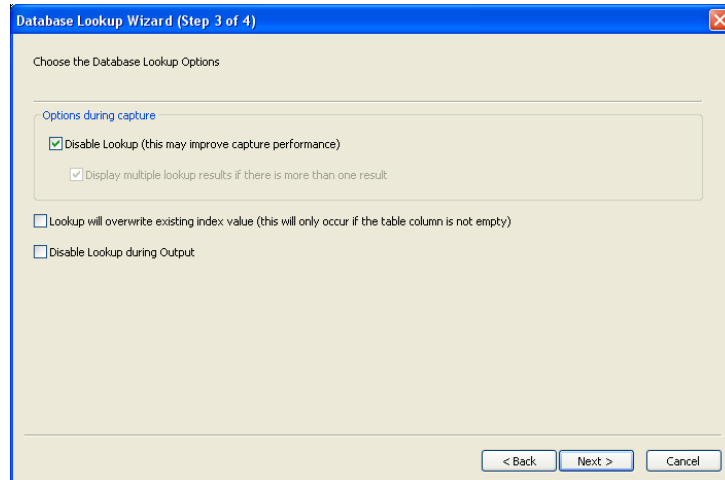 Database Lookup Wizard (Step 3 of 4)
Choose the Database Lookup Options
Options during capture
Disable Lookup (this may improve capture performance)
Display multiple lookup results if there is more than one result
Lookup will overwrite existing index value (this will only occur if the table column is not empty)
Disable Lookup during Output
< Back Next > Cancel